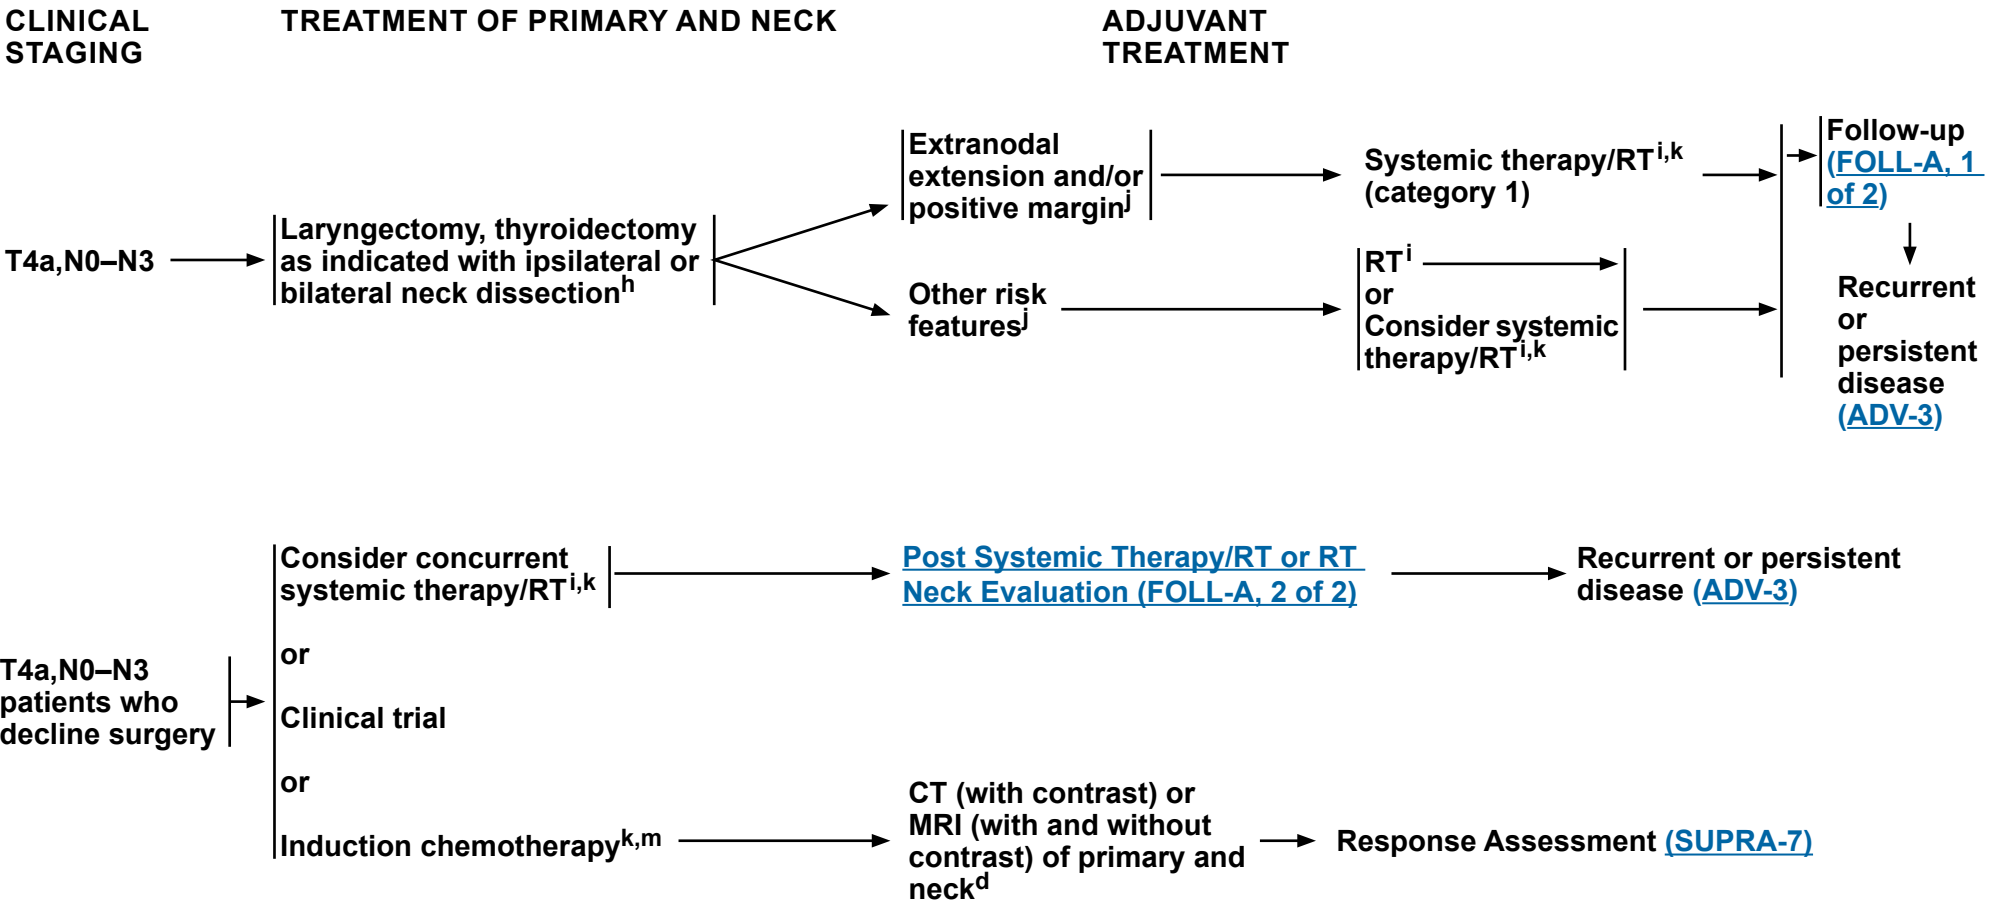 CLINICAL
STAGING
TREATMENT OF PRIMARY AND NECK
ADJUVANT
TREATMENT
T4a,N0–N3
Laryngectomy, thyroidectomy
as indicated with ipsilateral or
bilateral neck dissectionh
Extranodal
extension and/or
positive marginj
Systemic therapy/RTi,k
(category 1)
Other risk
featuresj
RTi
or
Consider systemic
therapy/RTi,k
Follow-up
(FOLL-A, 1
of 2)
Recurrent
or
persistent
disease
(ADV-3)
T4a,N0–N3
patients who
decline surgery
Consider concurrent
systemic therapy/RTi,k
or
Clinical trial
or
Induction chemotherapyk,m
Post Systemic Therapy/RT or RT
Neck Evaluation (FOLL-A, 2 of 2)
Recurrent or persistent
disease (ADV-3)
CT (with contrast) or
MRI (with and without
contrast) of primary and
neckd
Response Assessment (SUPRA-7)